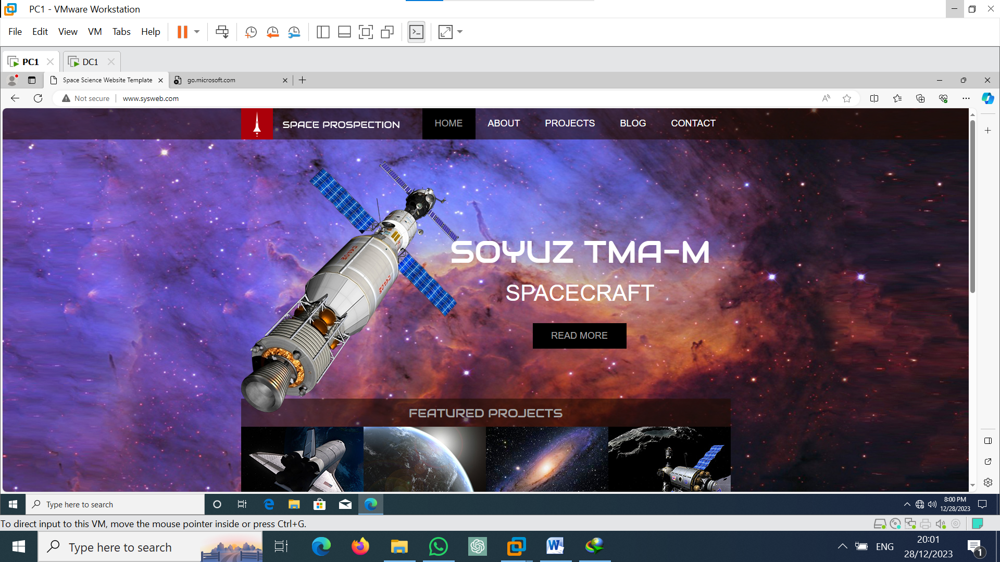 PC1 - VMware Workstation
File Edit View VM Tabs Help
PC1 DC1
Space Science Website Template go.microsoft.com
Not secure www.sysweb.com
SPACE PROSPECTION HOME ABOUT PROJECTS BLOG CONTACT
SOYUZ TMA-M
SPACECRAFT
READ MORE
FEATURED PROJECTS
Type here to search 8:00 PM
12/28/2023
To direct input to this VM, move the mouse pointer inside or press Ctrl+G.
Type here to search ENG 20:01
28/12/2023
1